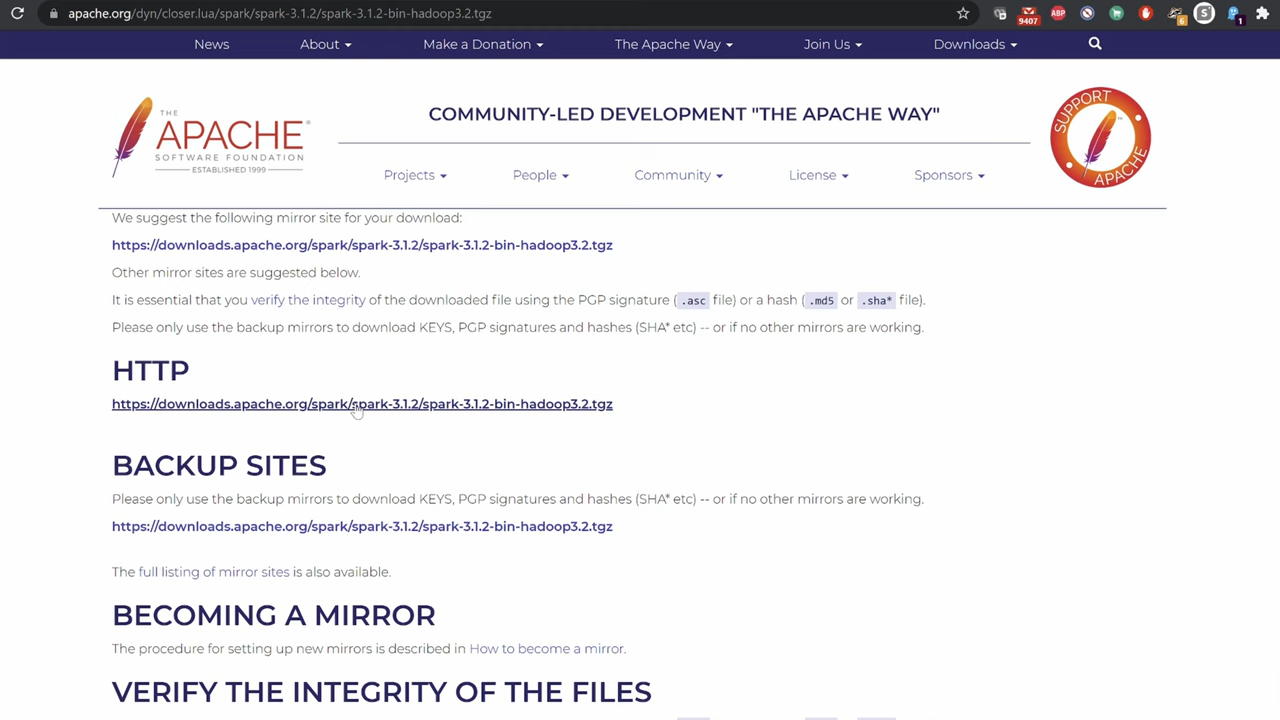 apache.org/dyn/closer.lua/spark/spark-3.1.2/spark-3.1.2-bin-hadoop3.2.tgz
9407
ABP
6
S
1
News About Make a Donation The Apache Way Join Us Downloads
THE
APACHE®
SOFTWARE FOUNDATION
ESTABLISHED 1999
COMMUNITY-LED DEVELOPMENT "THE APACHE WAY"
SUPPORT
APACHE
Projects People Community License Sponsors
We suggest the following mirror site for your download:
https://downloads.apache.org/spark/spark-3.1.2/spark-3.1.2-bin-hadoop3.2.tgz
Other mirror sites are suggested below.
It is essential that you verify the integrity of the downloaded file using the PGP signature ( .asc file) or a hash ( .md5 or .sha* file).
Please only use the backup mirrors to download KEYS, PGP signatures and hashes (SHA* etc) -- or if no other mirrors are working.
HTTP
https://downloads.apache.org/spark/spark-3.1.2/spark-3.1.2-bin-hadoop3.2.tgz
BACKUP SITES
Please only use the backup mirrors to download KEYS, PGP signatures and hashes (SHA* etc) -- or if no other mirrors are working.
https://downloads.apache.org/spark/spark-3.1.2/spark-3.1.2-bin-hadoop3.2.tgz
The full listing of mirror sites is also available.
BECOMING A MIRROR
The procedure for setting up new mirrors is described in How to become a mirror.
VERIFY THE INTEGRITY OF THE FILES